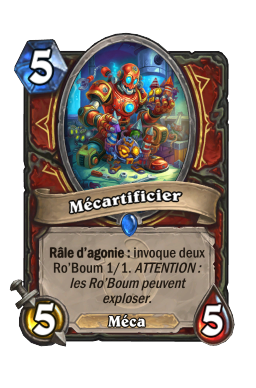 5
Mécartificier
Râle d'agonie : invoque deux
Ro'Boum 1/1. ATTENTION :
les Ro'Boum peuvent
exploser.
5
Méca
5